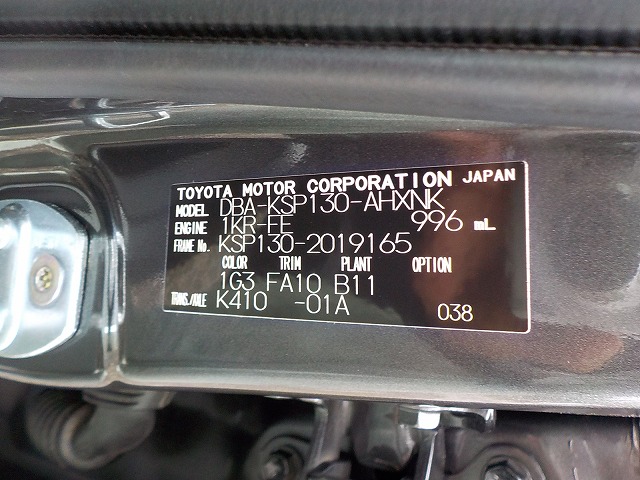 TOYOTA MOTOR CORPORATION JAPAN
MODEL DBA-KSP130-AHXNK
ENGINE 1KR-FE 996 mL
FRAME No. KSP130-2019165
COLOR TRIM PLANT OPTION
1G3 FA10 B11
TRANS./AXLE K410 -01A 038